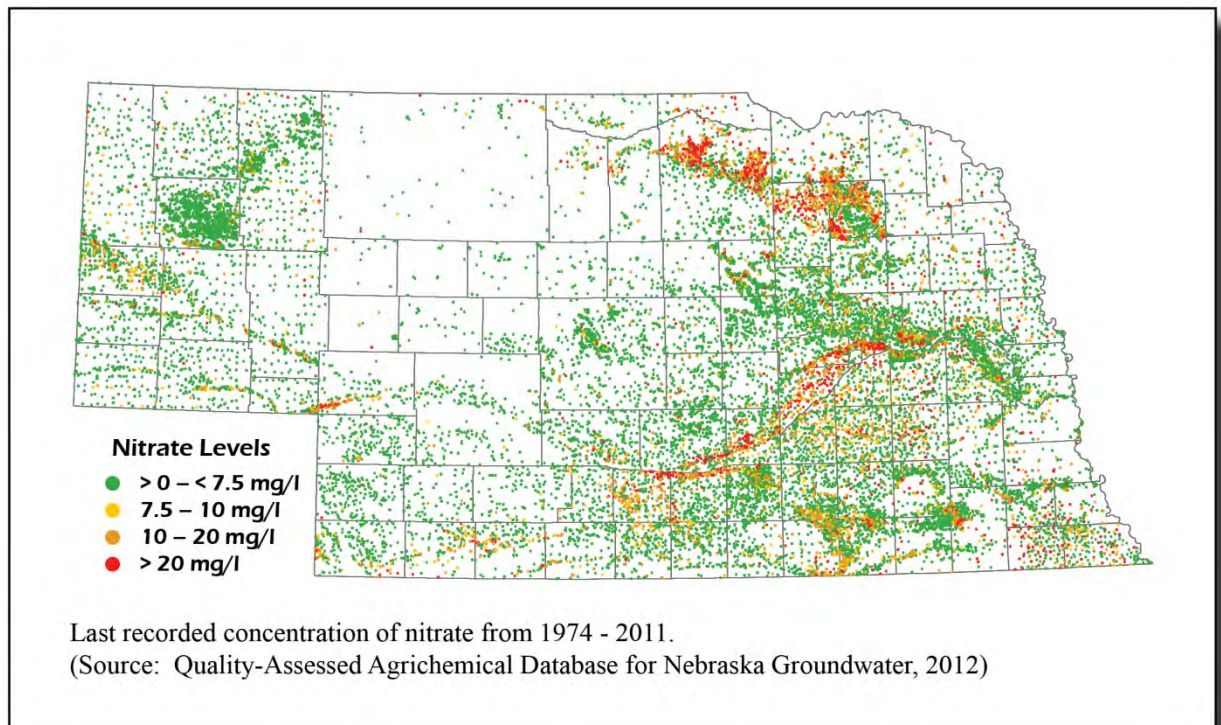 Nitrate Levels
> 0 – < 7.5 mg/l
7.5 – 10 mg/l
10 – 20 mg/l
> 20 mg/l
Last recorded concentration of nitrate from 1974 - 2011.
(Source:  Quality-Assessed Agrichemical Database for Nebraska Groundwater, 2012)